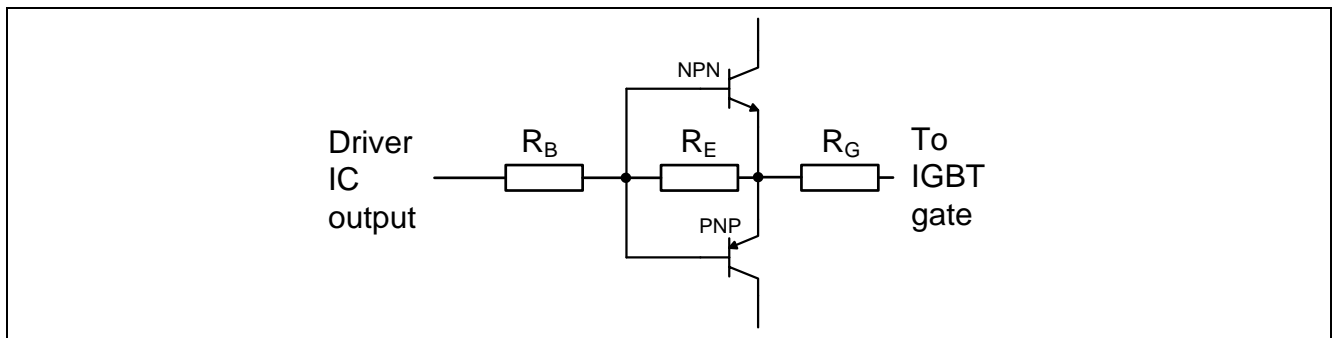 NPN
Driver
IC
output
R_B
R_E
R_G
To
IGBT
gate
PNP